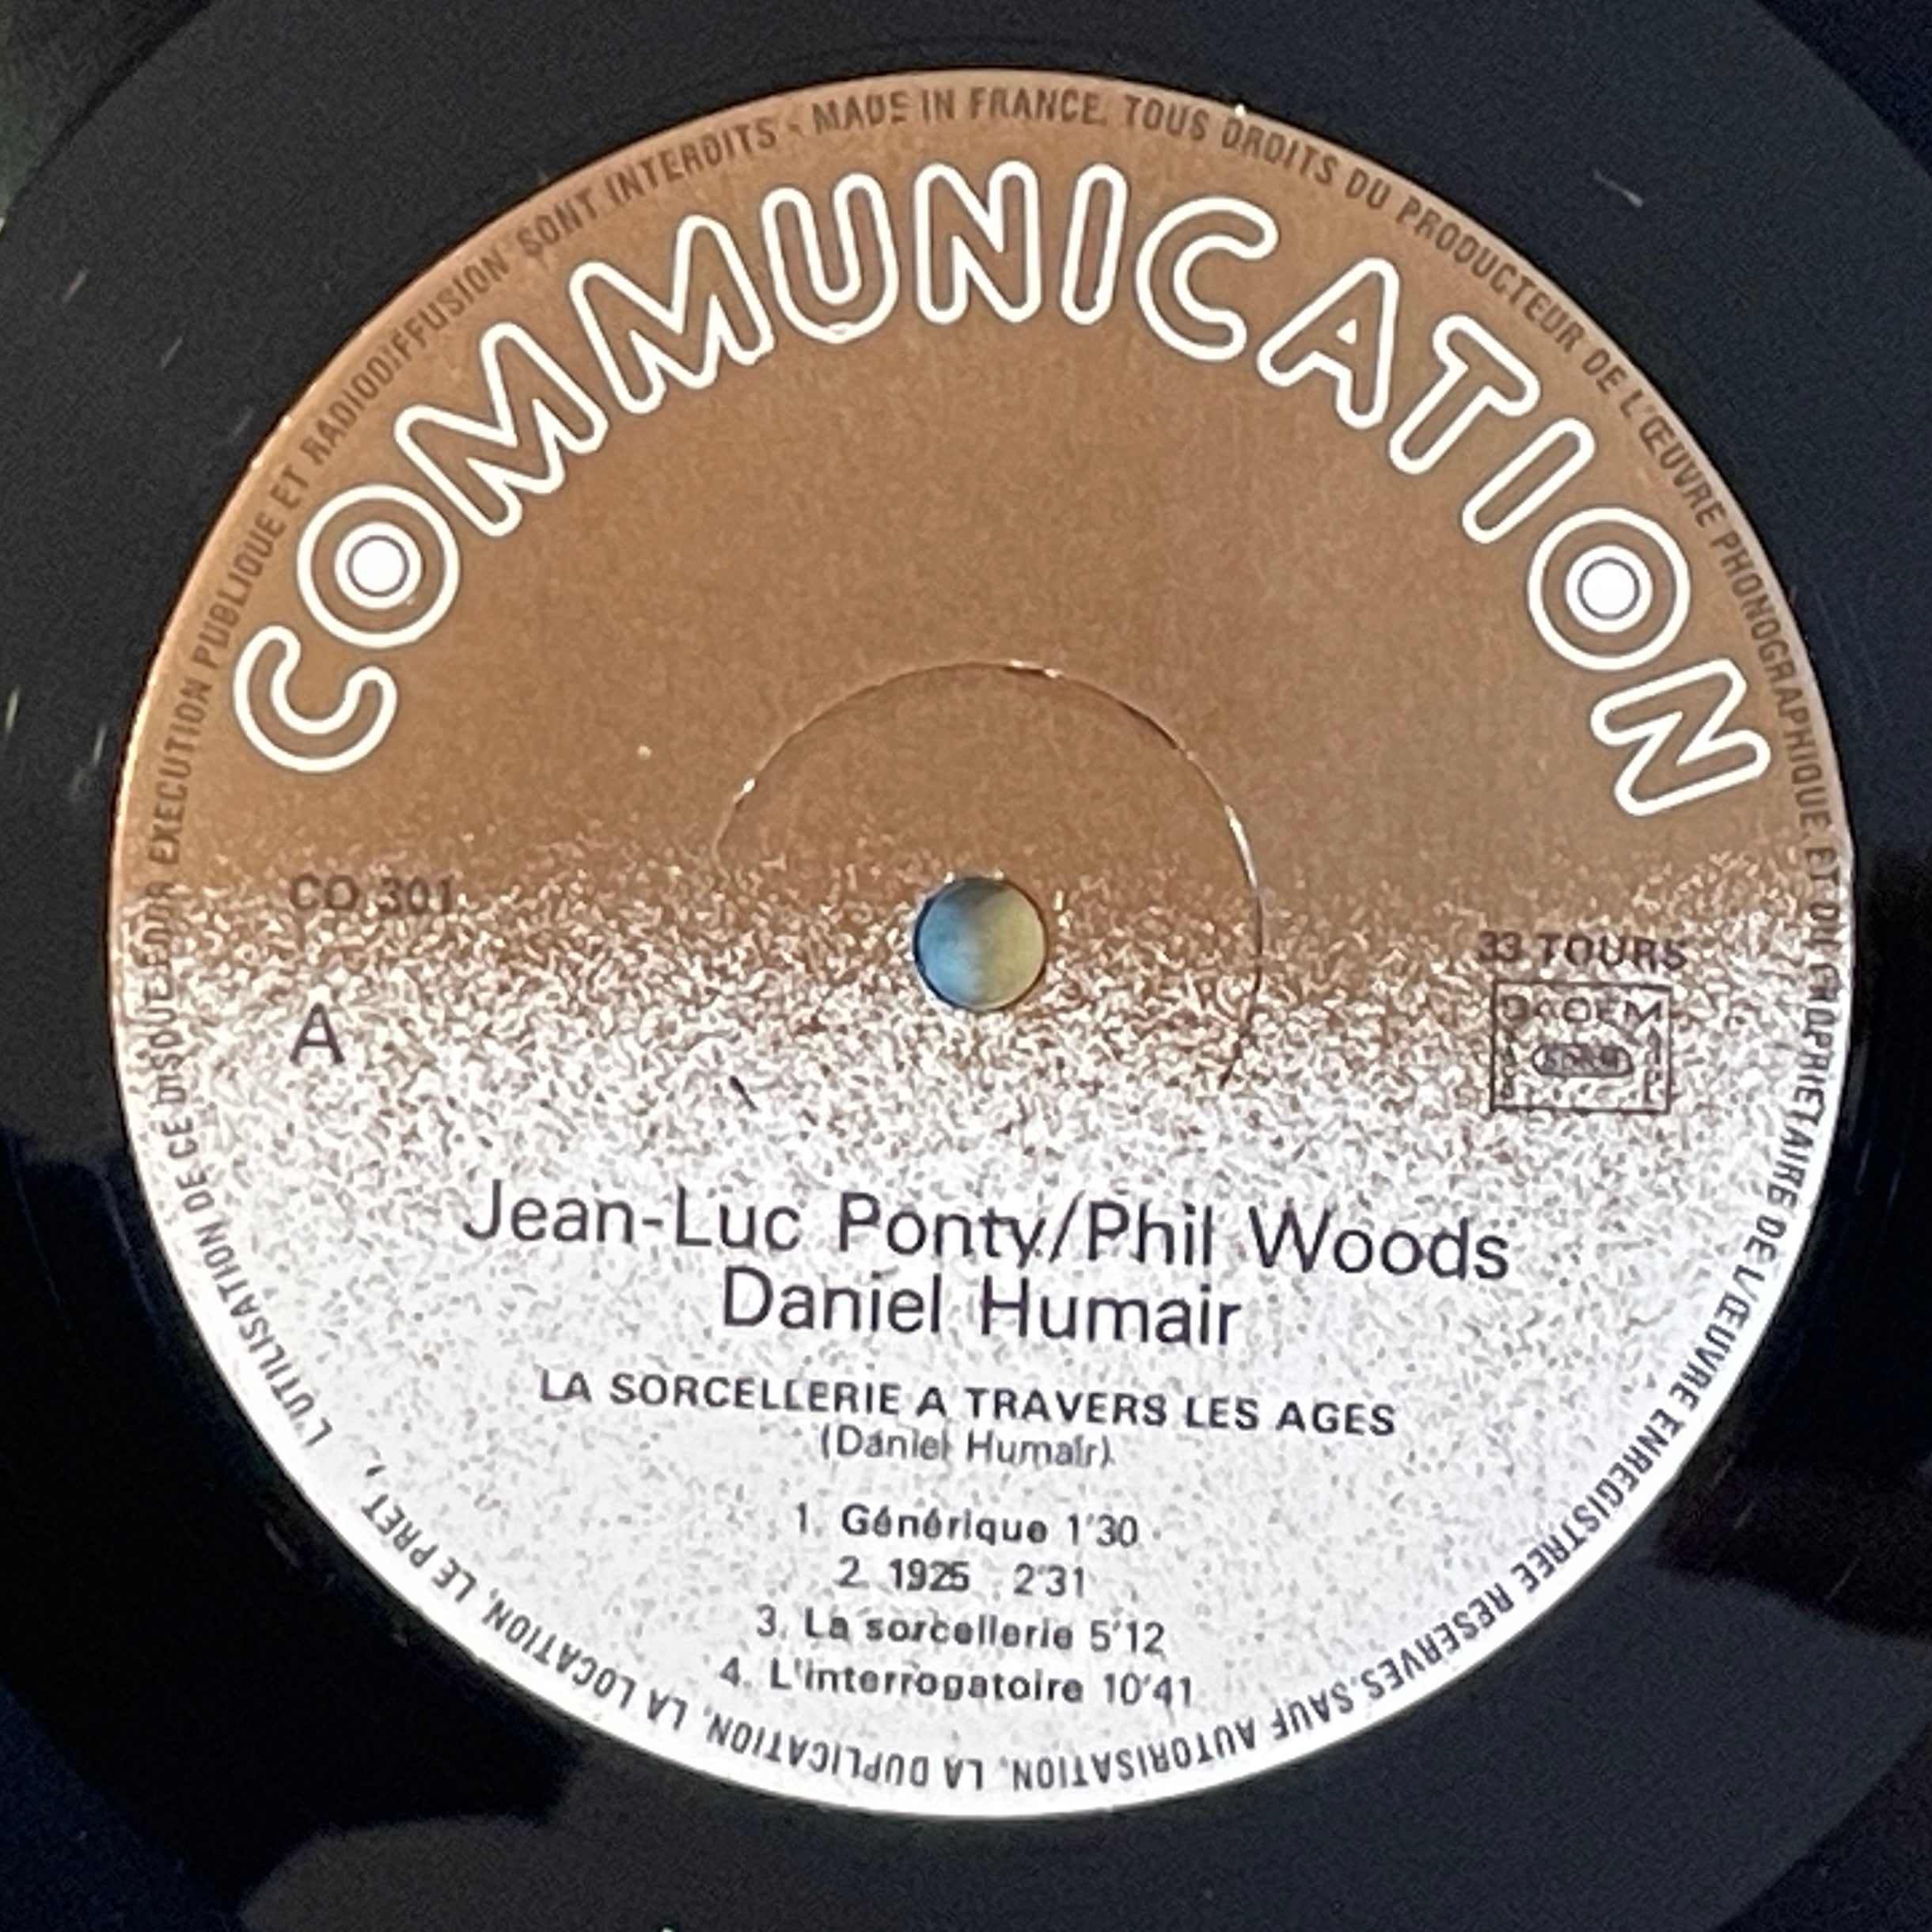 MADE IN FRANCE. TOUS DROITS DU PRODUCTEUR DE L'ŒUVRE PHONOGRAPHIQUE ET DU PROPRIETAIRE DE L'ŒUVRE ENREGISTREE RESERVES. SAUF AUTORISATION, LA DUPLICATION, LA LOCATION, LE PRET, L'UTILISATION DE CE DISQUE POUR EXECUTION PUBLIQUE ET RADIODIFFUSION SONT INTERDITS -
COMMUNICATION
CO 301
33 TOURS
A
Jean-Luc Ponty/Phil Woods
Daniel Humair
LA SORCELLERIE A TRAVERS LES AGES
(Daniel Humair)
1. Générique 1'30
2. 1925 2'31
3. La sorcellerie 5'12
4. L'interrogatoire 10'41